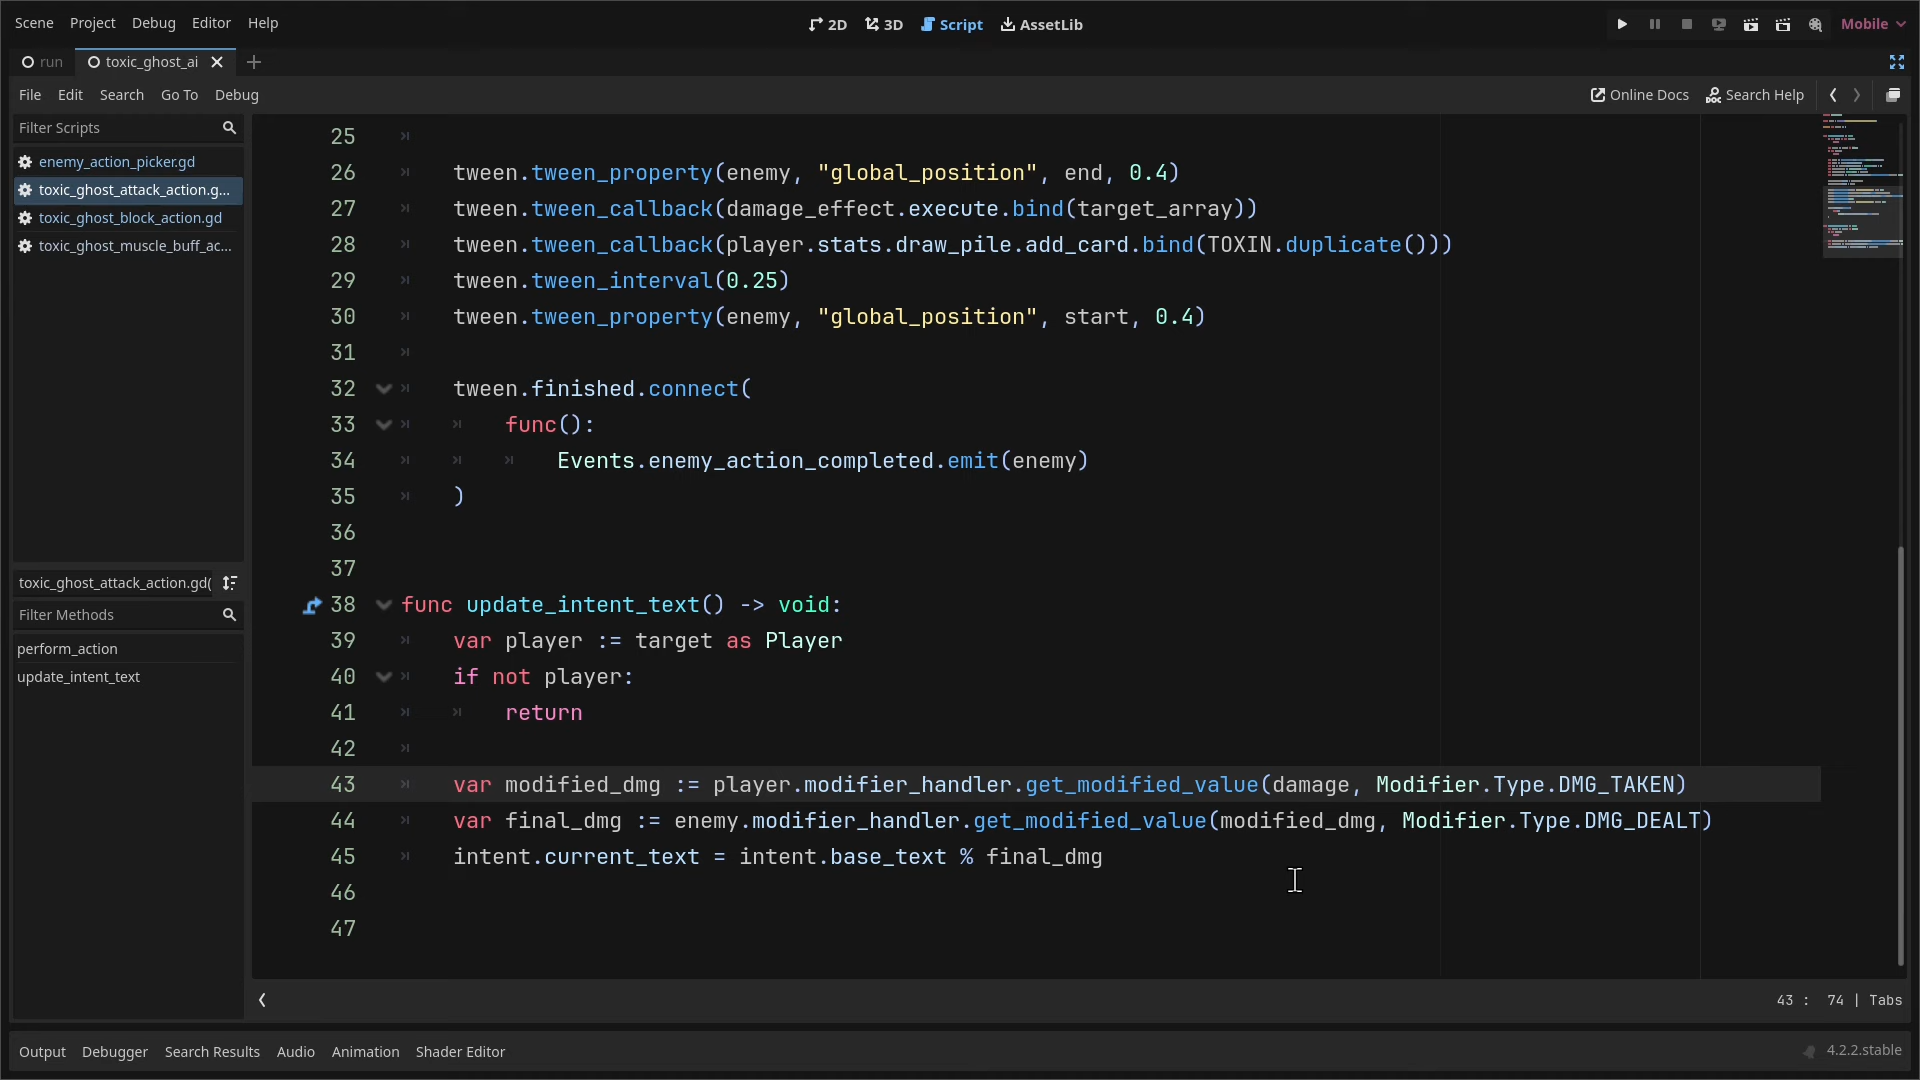 Scene Project Debug Editor Help
2D 3D Script AssetLib
Mobile
run
toxic_ghost_ai
File Edit Search Go To Debug
Online Docs Search Help
Filter Scripts
enemy_action_picker.gd
toxic_ghost_attack_action.g...
toxic_ghost_block_action.gd
toxic_ghost_muscle_buff_ac...
toxic_ghost_attack_action.gd(
Filter Methods
perform_action
update_intent_text
25
26 tween.tween_property(enemy, "global_position", end, 0.4)
27 tween.tween_callback(damage_effect.execute.bind(target_array))
28 tween.tween_callback(player.stats.draw_pile.add_card.bind(TOXIN.duplicate()))
29 tween.tween_interval(0.25)
30 tween.tween_property(enemy, "global_position", start, 0.4)
31
32 tween.finished.connect(
33 func():
34 Events.enemy_action_completed.emit(enemy)
35 )
36
37
38 func update_intent_text() -> void:
39 var player := target as Player
40 if not player:
41 return
42
43 var modified_dmg := player.modifier_handler.get_modified_value(damage, Modifier.Type.DMG_TAKEN)
44 var final_dmg := enemy.modifier_handler.get_modified_value(modified_dmg, Modifier.Type.DMG_DEALT)
45 intent.current_text = intent.base_text % final_dmg
46
47
43 : 74 | Tabs
Output Debugger Search Results Audio Animation Shader Editor
4.2.2.stable